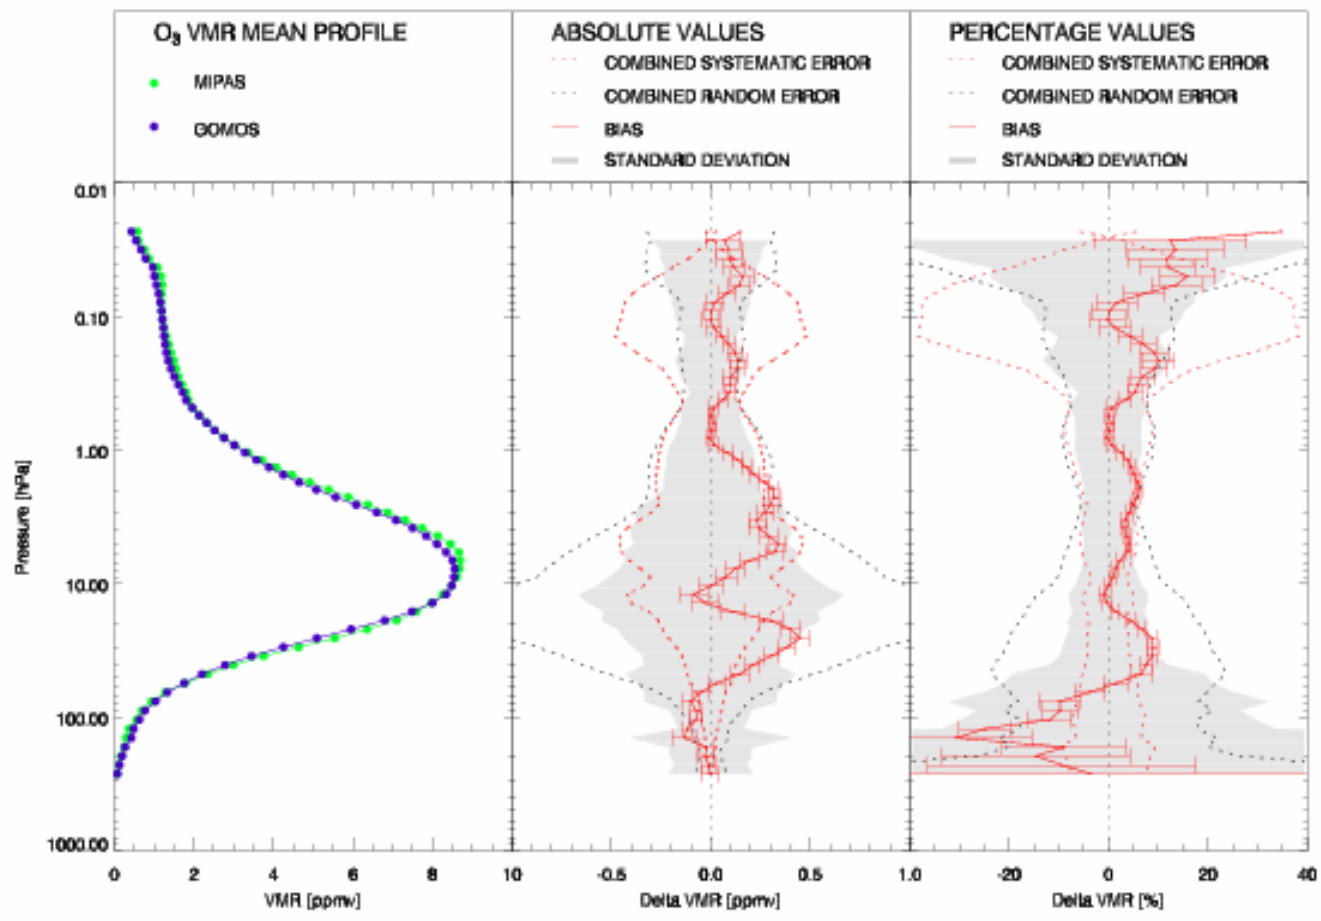 O₃ VMR MEAN PROFILE
MIPAS
GOMOS
ABSOLUTE VALUES
COMBINED SYSTEMATIC ERROR
COMBINED RANDOM ERROR
BIAS
STANDARD DEVIATION
PERCENTAGE VALUES
COMBINED SYSTEMATIC ERROR
COMBINED RANDOM ERROR
BIAS
STANDARD DEVIATION
Pressure [hPa]
0.01
0.10
1.00
10.00
100.00
1000.00
0 2 4 6 8 10
VMR [ppmv]
-0.5 0.0 0.5 1.0
Delta VMR [ppmv]
-20 0 20 40
Delta VMR [%]